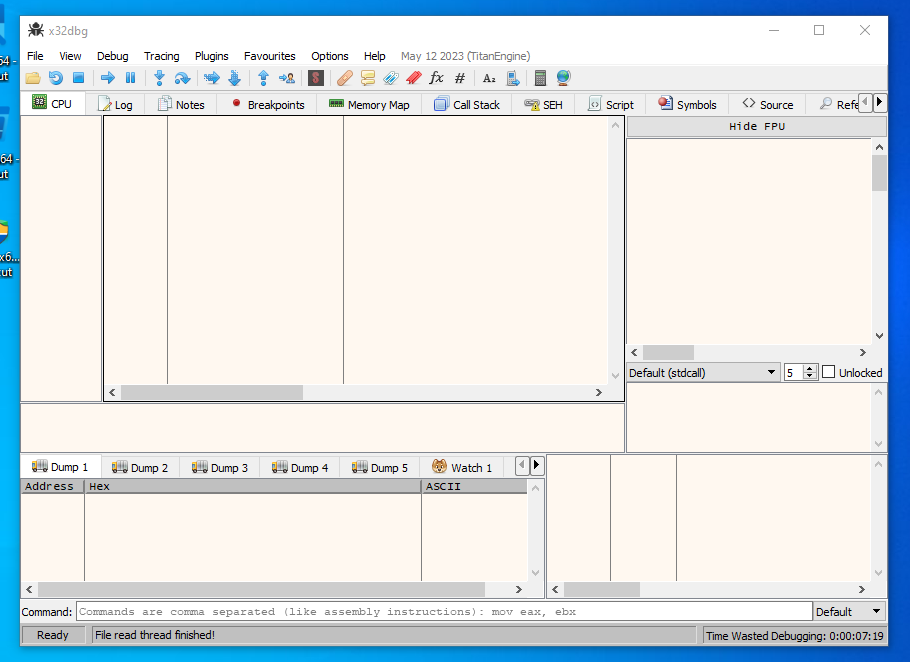 x32dbg
64 -
ut
File View Debug Tracing Plugins Favourites Options Help May 12 2023 (TitanEngine)
$ fx # A₂
CPU Log Notes Breakpoints Memory Map Call Stack SEH Script Symbols Source Refe
Hide FPU
64 -
ut
x6...
cut
Default (stdcall) 5 Unlocked
Dump 1 Dump 2 Dump 3 Dump 4 Dump 5 Watch 1
Address Hex ASCII
Command: Commands are comma separated (like assembly instructions): mov eax, ebx Default
Ready File read thread finished! Time Wasted Debugging: 0:00:07:19